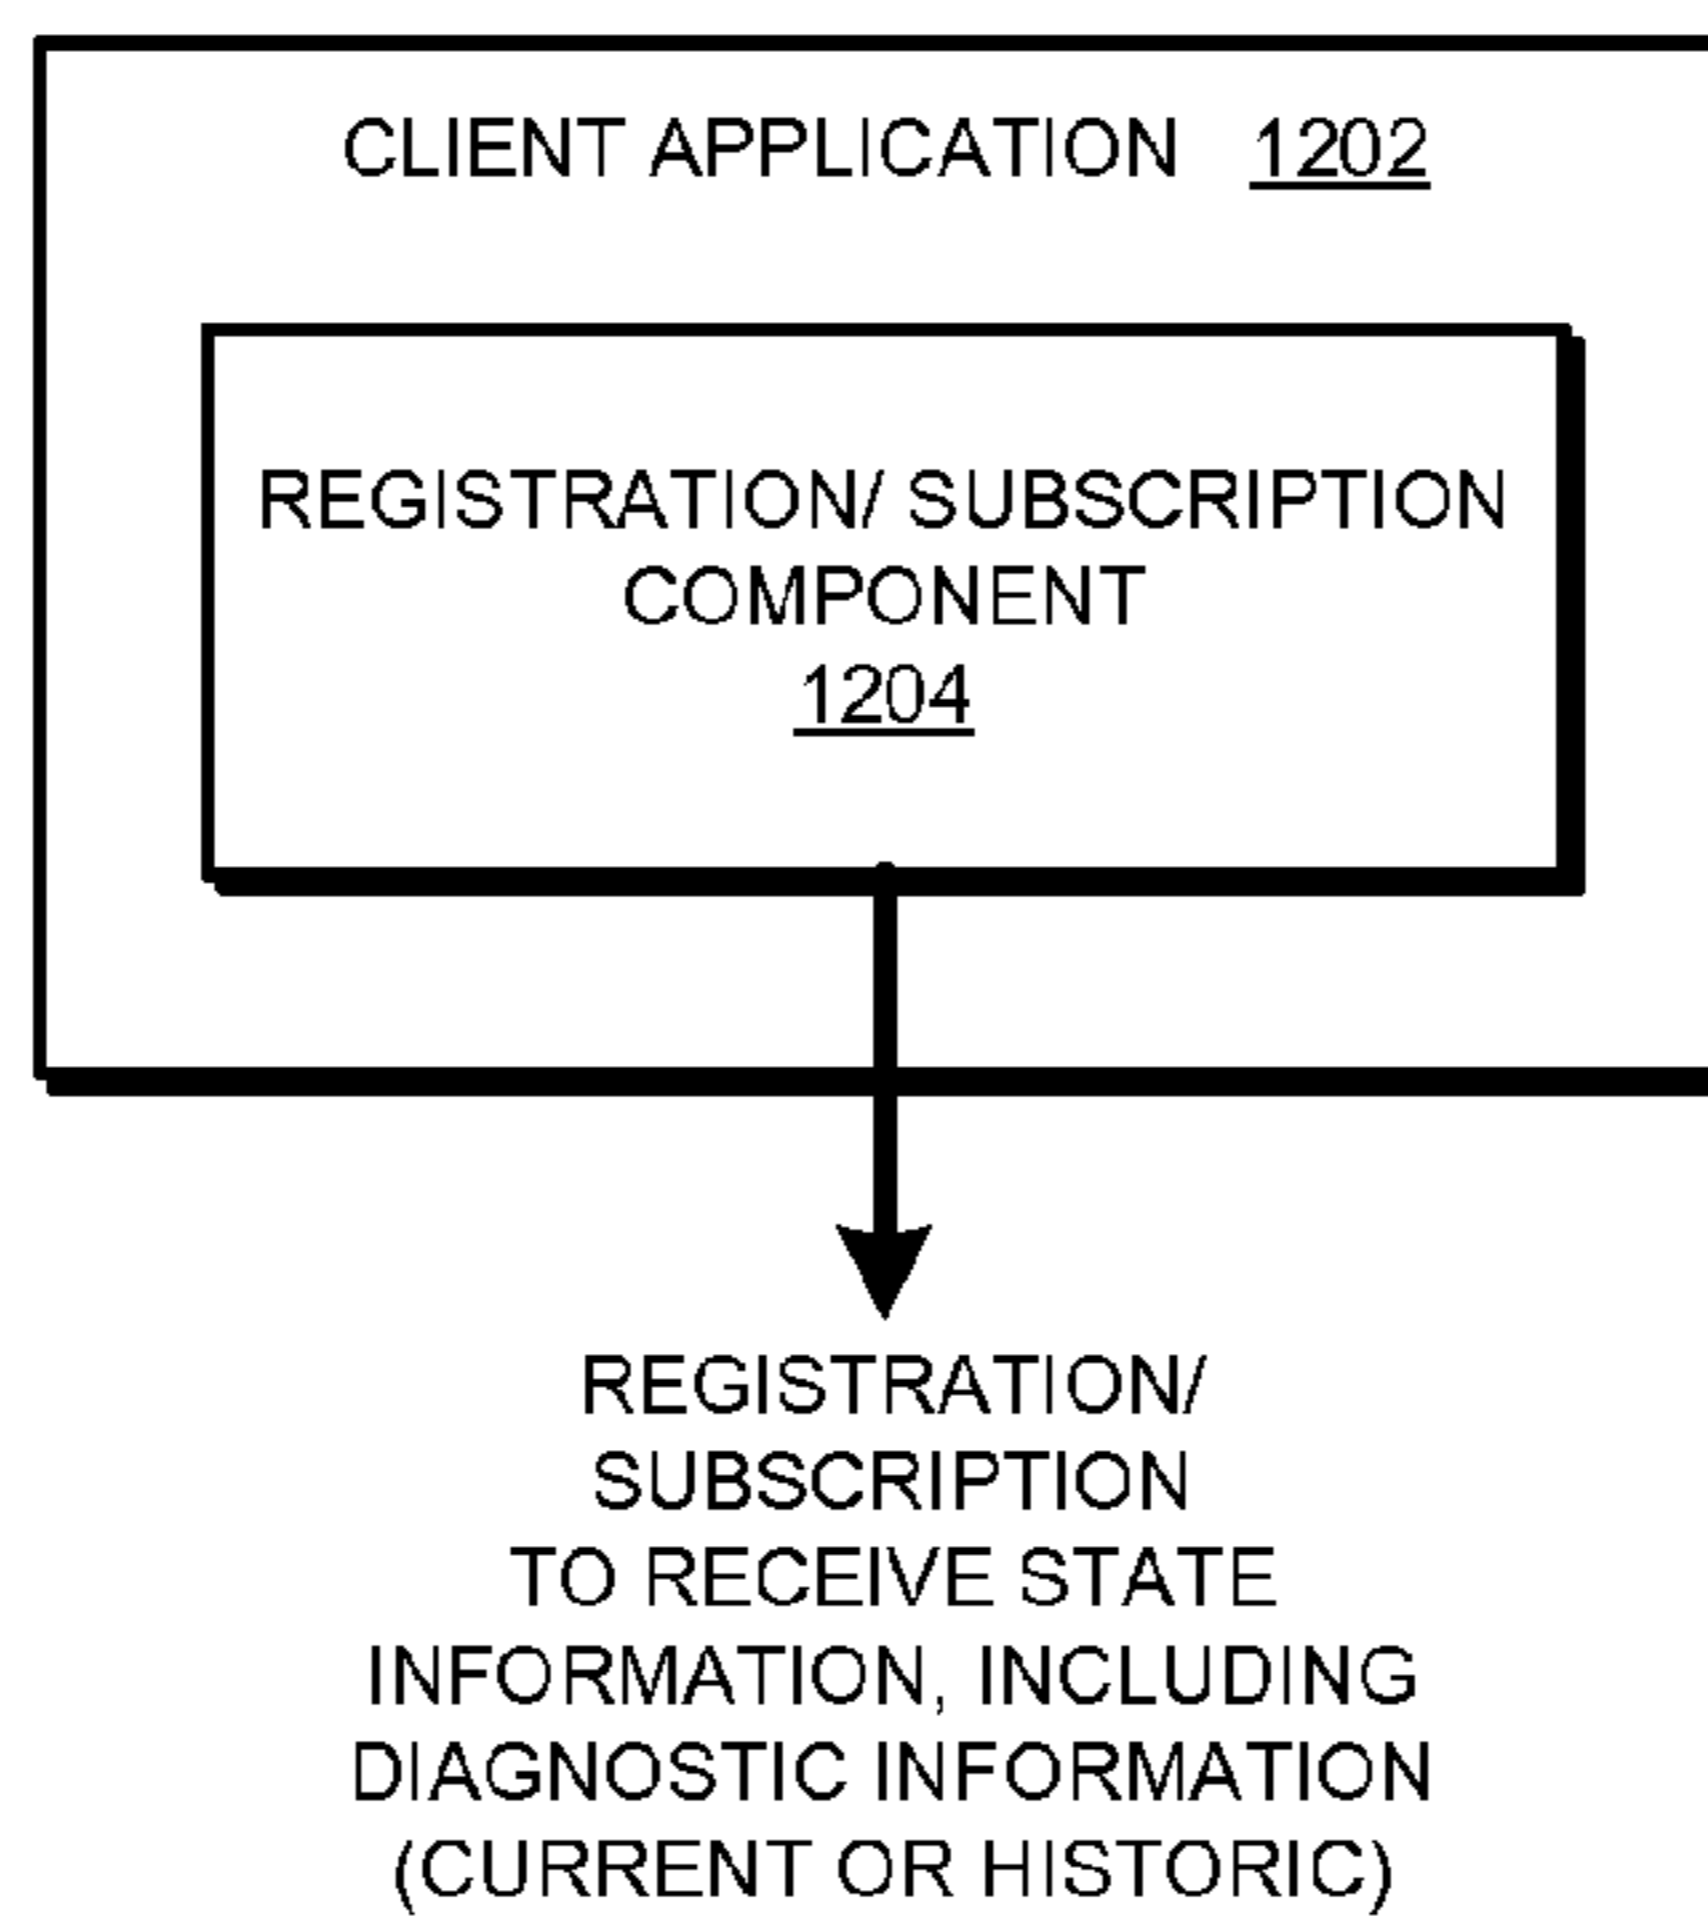 CLIENT APPLICATION 1202
REGISTRATION/ SUBSCRIPTION
COMPONENT
1204
REGISTRATION/
SUBSCRIPTION
TO RECEIVE STATE
INFORMATION, INCLUDING
DIAGNOSTIC INFORMATION
(CURRENT OR HISTORIC)